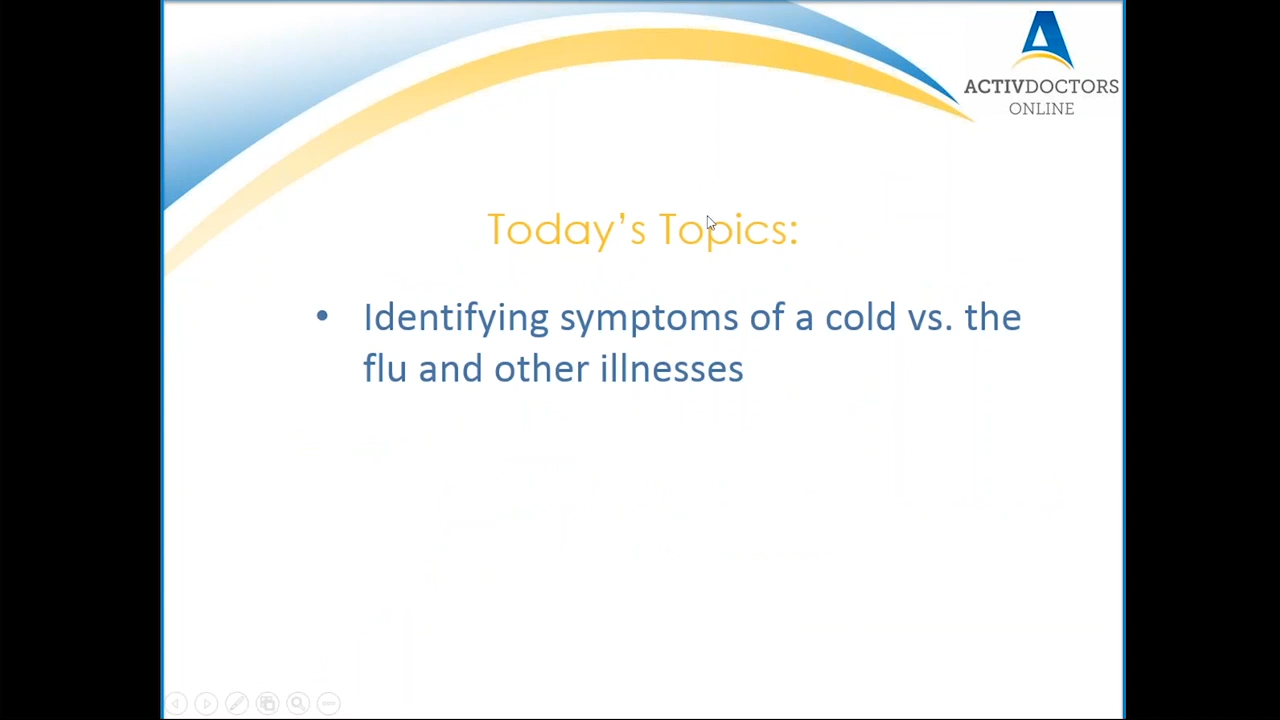 ACTIVDOCTORS
ONLINE
Today's Topics:
• Identifying symptoms of a cold vs. the
flu and other illnesses